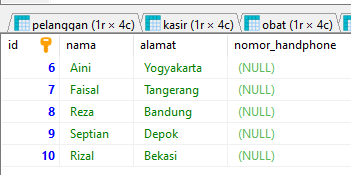 pelanggan (1r × 4c) kasir (1r × 4c) obat (1r × 4c)
id nama alamat nomor_handphone
6 Aini Yogyakarta (NULL)
7 Faisal Tangerang (NULL)
8 Reza Bandung (NULL)
9 Septian Depok (NULL)
10 Rizal Bekasi (NULL)